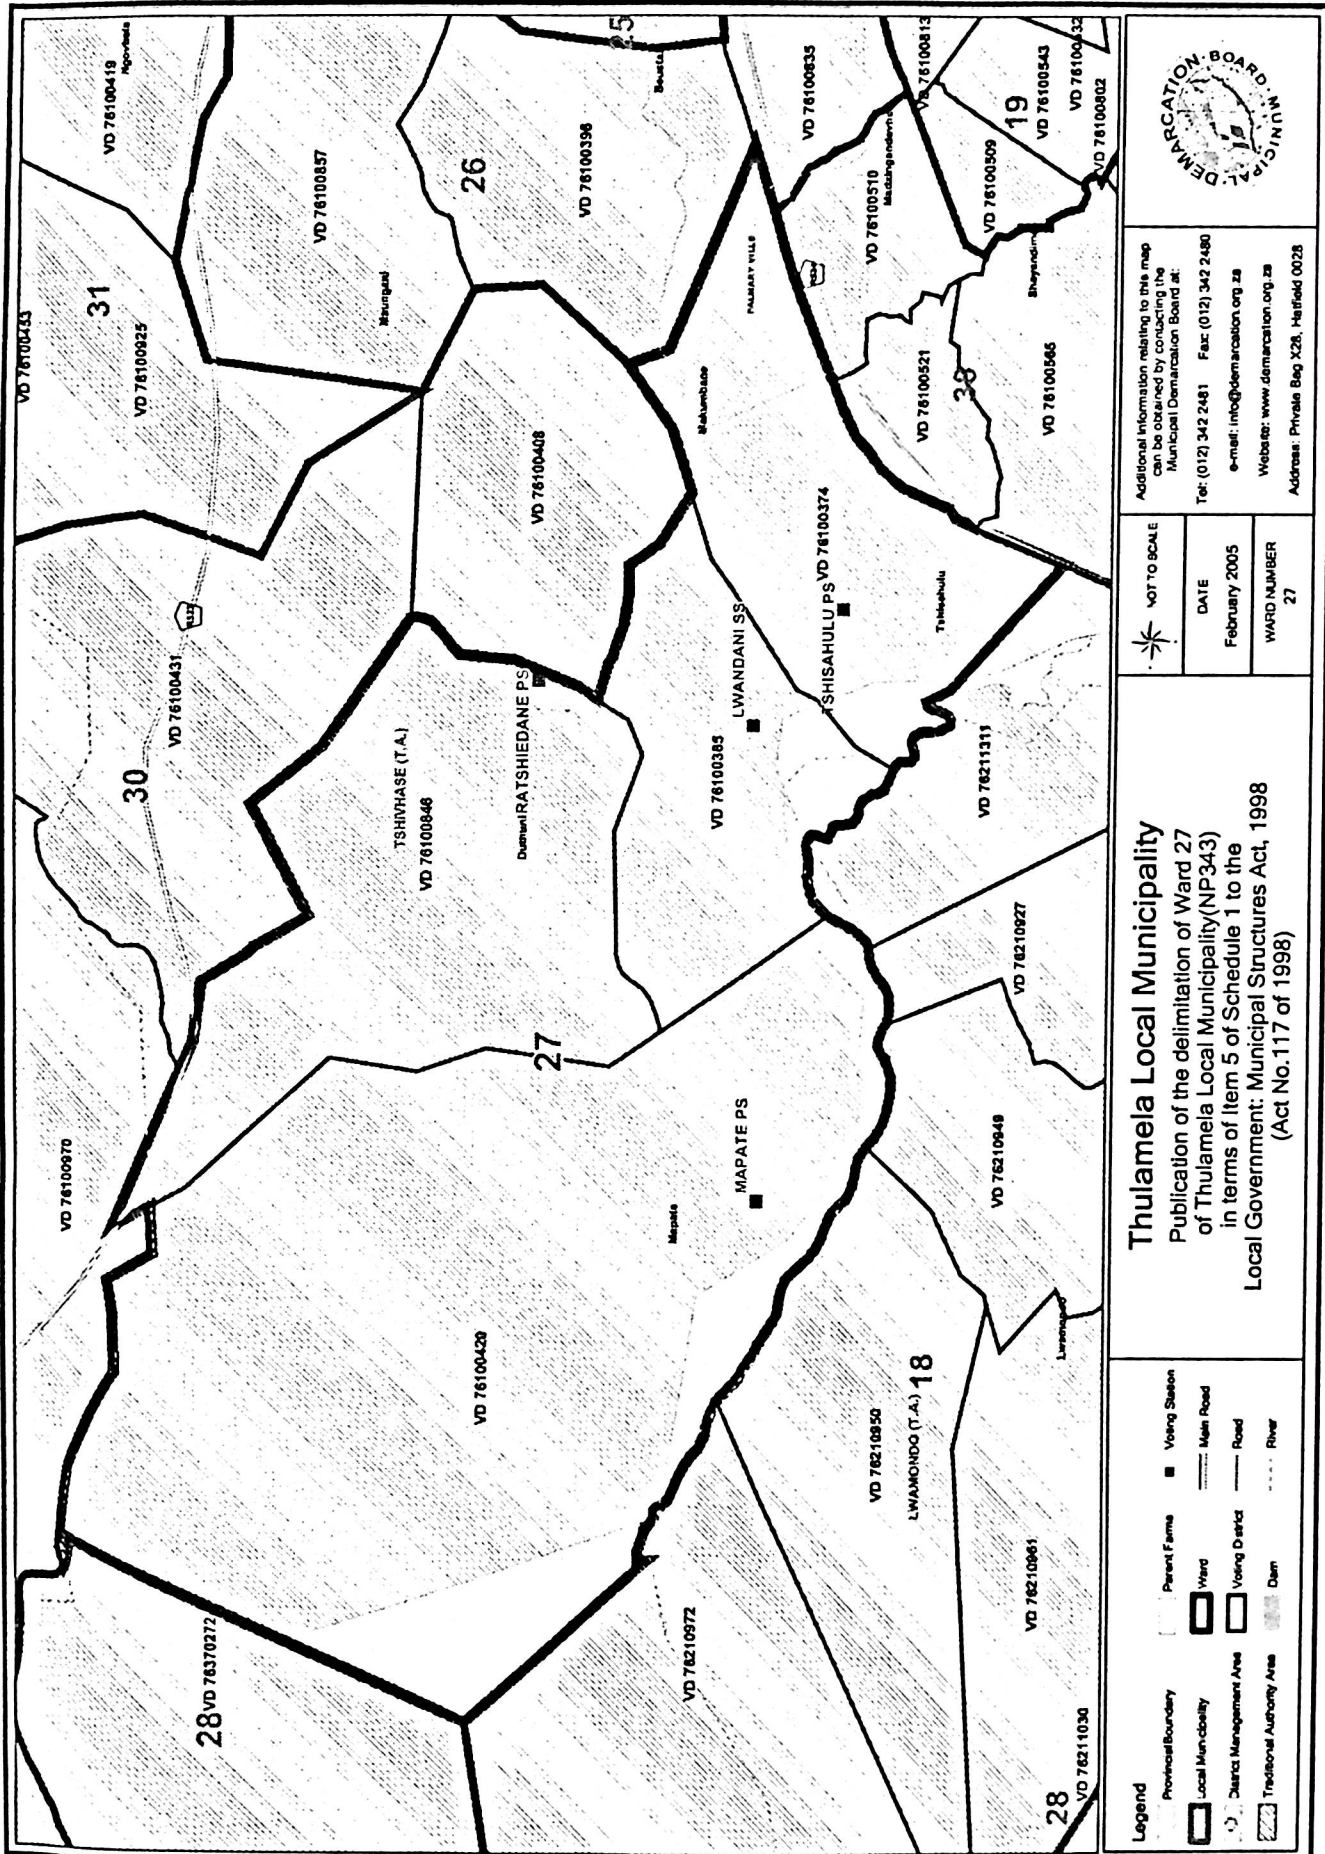 VD 76100453
31
VD 76100925
VD 76100419
Ngovhela
VD 76100857
26
VD 76100396
25
VD 76100835
VD 76100813
19
VD 76100543
VD 76100802
VD 76100509
VD 76100510
PALMARY VILLE
VD 76100521
38
VD 76100565
VD 76100408
VD 76100374
TSHISAHULU PS
LWANDANI SS
VD 76100385
30
VD 76100431
TSHIVHASE (T.A.)
VD 76100846
RATSHIEDANE PS
27
VD 76100970
MAPATE PS
Mapate
VD 76100420
VD 76211311
VD 76210927
VD 76210949
VD 76210950
LWAMONDO (T.A.)
18
VD 76210961
VD 76210972
28
VD 76370272
28
VD 76211030
Legend
Provincial Boundary
Local Municipality
District Management Area
Traditional Authority Area
Parent Farms
Ward
Voting District
Dam
Voting Station
Main Road
Road
River
Thulamela Local Municipality
Publication of the delimitation of Ward 27
of Thulamela Local Municipality(NP343)
in terms of Item 5 of Schedule 1 to the
Local Government: Municipal Structures Act, 1998
(Act No.117 of 1998)
NOT TO SCALE
DATE
February 2005
WARD NUMBER
27
Additional information relating to this map
can be obtained by contacting the
Municipal Demarcation Board at:
Tel: (012) 342 2481 Fax: (012) 342 2480
e-mail: info@demarcation.org.za
Website: www.demarcation.org.za
Address: Private Bag X28, Hatfield 0028
MUNICIPAL DEMARCATION BOARD